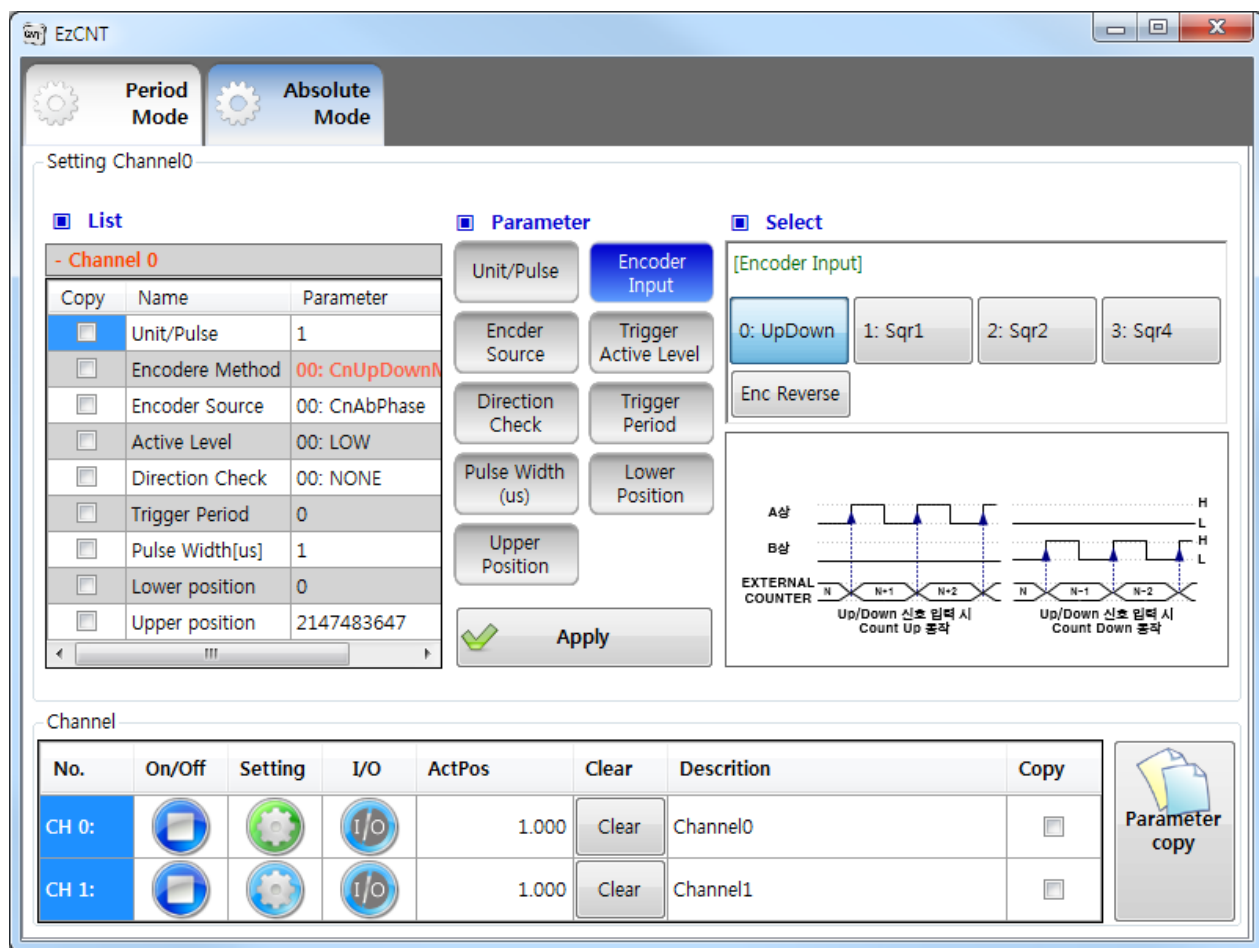 EzCNT
Period
Mode
Absolute
Mode
Setting Channel0
List
- Channel 0
Copy Name Parameter
Unit/Pulse 1
Encodere Method 00: CnUpDownM
Encoder Source 00: CnAbPhase
Active Level 00: LOW
Direction Check 00: NONE
Trigger Period 0
Pulse Width[us] 1
Lower position 0
Upper position 2147483647
Parameter
Unit/Pulse
Encoder
Input
Encder
Source
Trigger
Active Level
Direction
Check
Trigger
Period
Pulse Width
(us)
Lower
Position
Upper
Position
Apply
Select
[Encoder Input]
0: UpDown 1: Sqr1 2: Sqr2 3: Sqr4
Enc Reverse
A상 H
L
B상 H
L
EXTERNAL
COUNTER N N+1 N+2 N N-1 N-2
Up/Down 신호 입력 시
Count Up 동작
Up/Down 신호 입력 시
Count Down 동작
Channel
No. On/Off Setting I/O ActPos Clear Descrition Copy
CH 0: I/O 1.000 Clear Channel0
CH 1: I/O 1.000 Clear Channel1
Parameter
copy